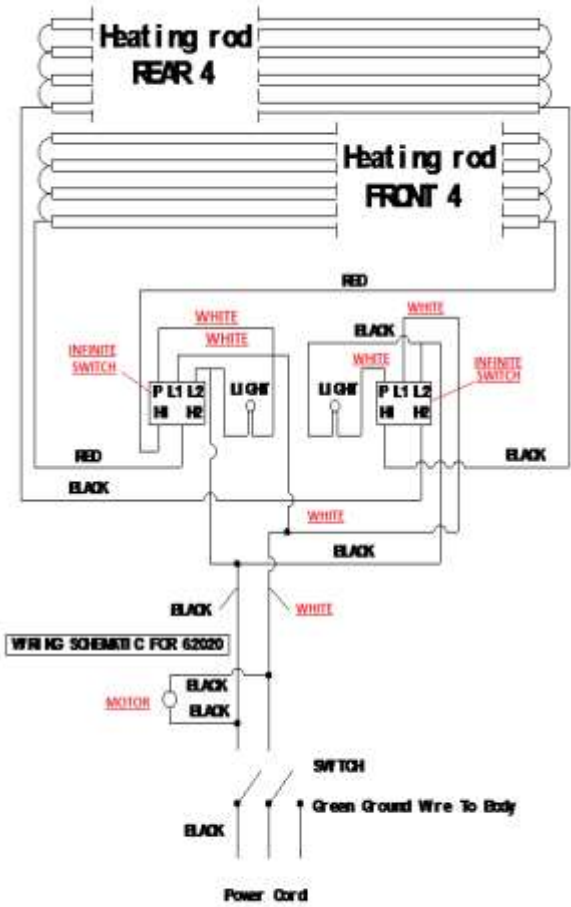 Heating rod
REAR 4
Heating rod
FRONT 4
RED
WHITE
WHITE
WHITE
BLACK
INFINITE
SWITCH
P L1 L2
H1 H2
LIGHT
LIGHT
WHITE
P L1 L2
H1 H2
INFINITE
SWITCH
RED
BLACK
BLACK
WHITE
BLACK
BLACK
WHITE
WIRING SCHEMATIC FOR 62020
MOTOR
BLACK
BLACK
SWITCH
Green Ground Wire To Body
BLACK
Power Cord